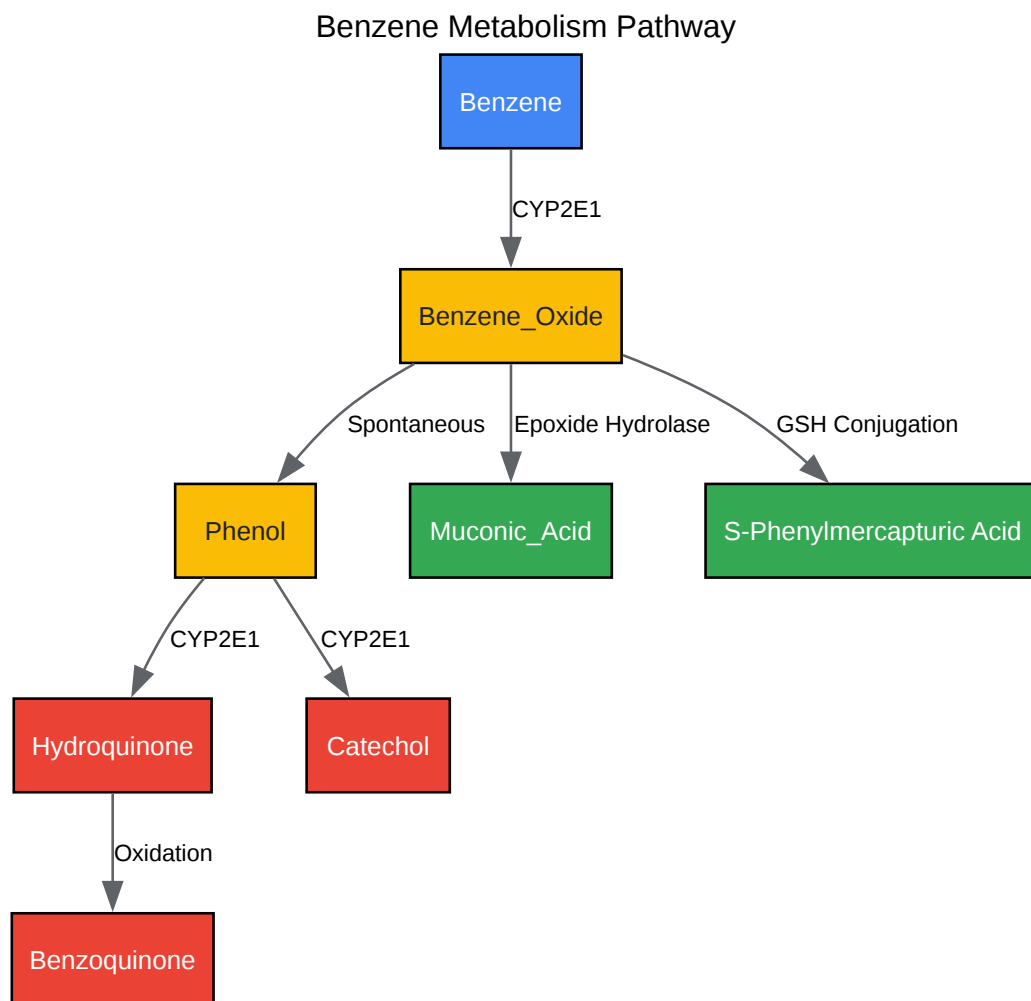 Benzene Metabolism Pathway
Benzene
CYP2E1
Benzene_Oxide
Spontaneous
Epoxide Hydrolase
GSH Conjugation
Phenol
Muconic_Acid
S-Phenylmercapturic Acid
CYP2E1
CYP2E1
Hydroquinone
Catechol
Oxidation
Benzoquinone